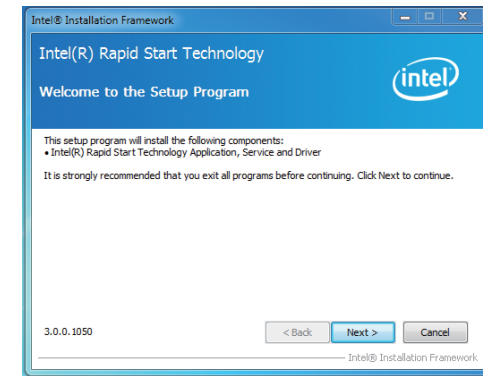 Intel® Installation Framework
Intel(R) Rapid Start Technology
Welcome to the Setup Program
intel
This setup program will install the following components:
• Intel(R) Rapid Start Technology Application, Service and Driver
It is strongly recommended that you exit all programs before continuing. Click Next to continue.
3.0.0.1050
< Back
Next >
Cancel
Intel® Installation Framework